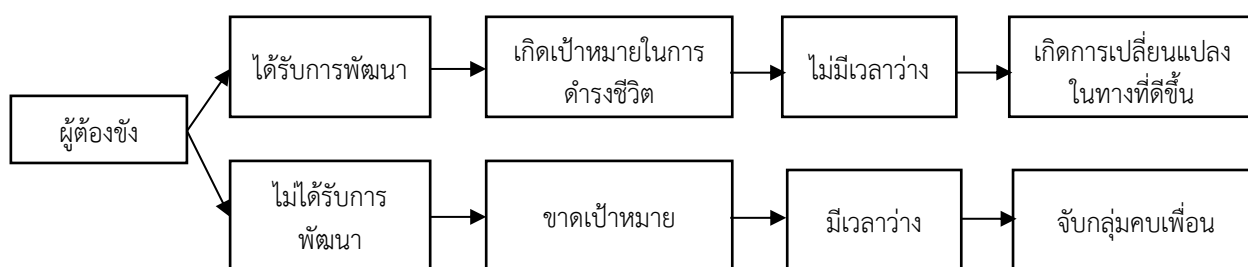 ผู้ต้องขัง
ได้รับการพัฒนา
เกิดเป้าหมายในการ
ดำรงชีวิต
ไม่มีเวลาว่าง
เกิดการเปลี่ยนแปลง
ในทางที่ดีขึ้น
ไม่ได้รับการ
พัฒนา
ขาดเป้าหมาย
มีเวลาว่าง
จับกลุ่มคบเพื่อน